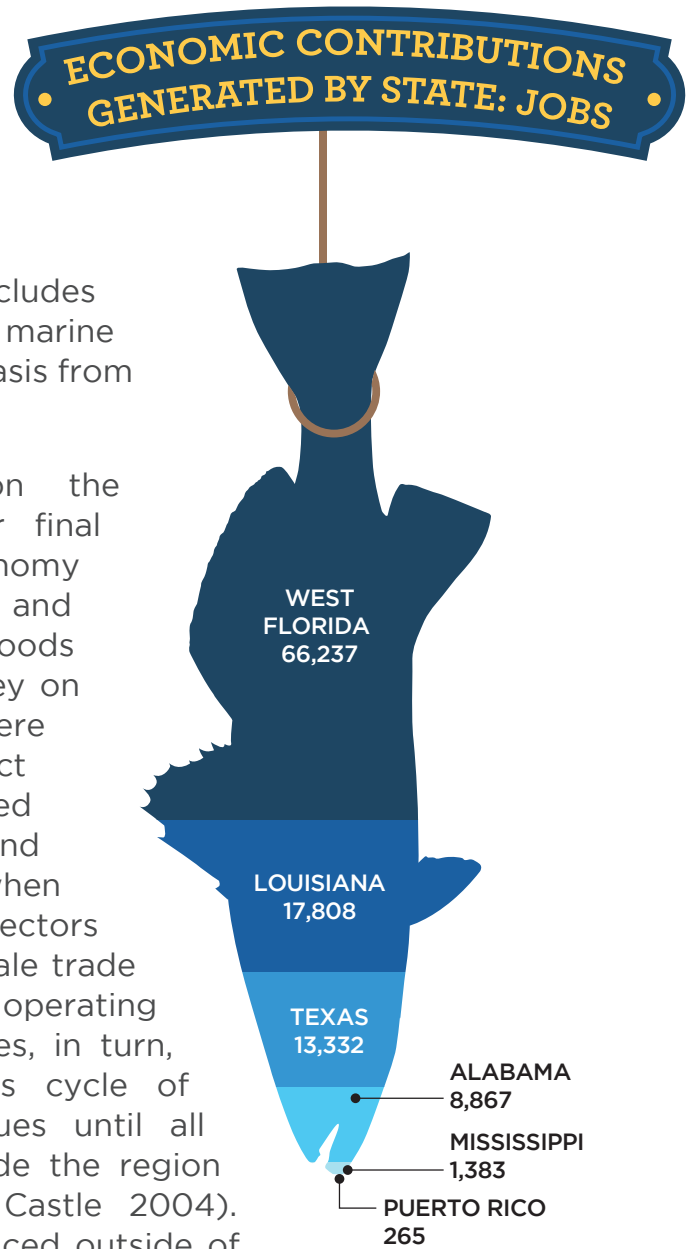 ECONOMIC CONTRIBUTIONS
GENERATED BY STATE: JOBS
marine
asis from
on the
final
and
oods
ey on
ere
ct
ed
nd
when
ectors
ale trade
operating
es, in turn,
s cycle of
ues until all
de the region
Castle 2004).
ced outside of
WEST
FLORIDA
66,237
LOUISIANA
17,808
TEXAS
13,332
ALABAMA
8,867
MISSISSIPPI
1,383
PUERTO RICO
265